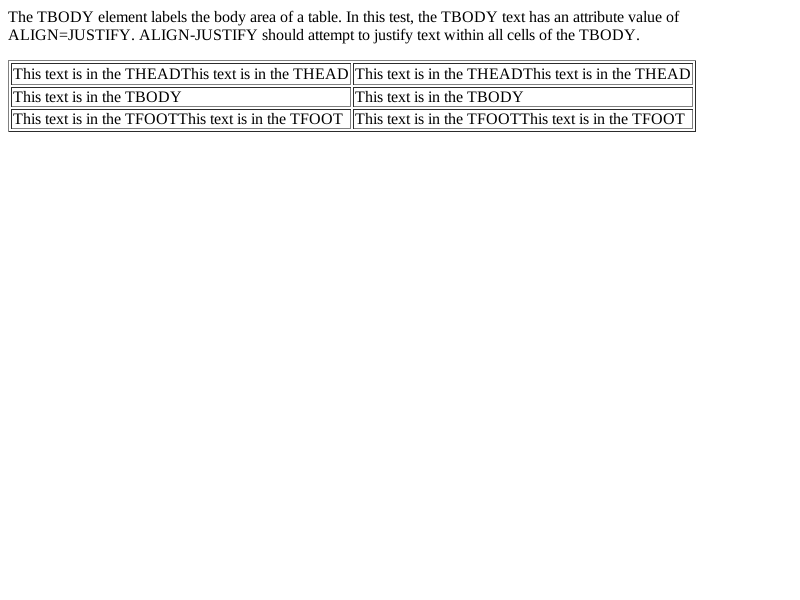 The TBODY element labels the body area of a table. In this test, the TBODY text has an attribute value of
ALIGN=JUSTIFY. ALIGN-JUSTIFY should attempt to justify text within all cells of the TBODY.
This text is in the THEADThis text is in the THEAD This text is in the THEADThis text is in the THEAD
This text is in the TBODY This text is in the TBODY
This text is in the TFOOTThis text is in the TFOOT This text is in the TFOOTThis text is in the TFOOT